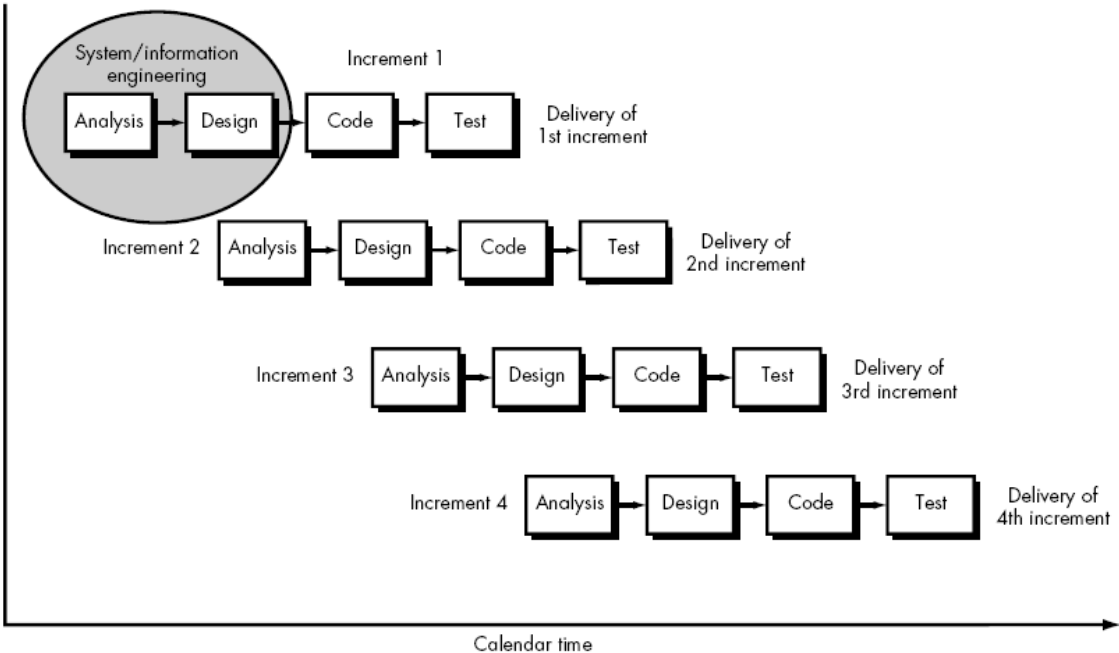 System/information
engineering
Increment 1
Analysis
Design
Code
Test
Delivery of
1st increment
Increment 2
Analysis
Design
Code
Test
Delivery of
2nd increment
Increment 3
Analysis
Design
Code
Test
Delivery of
3rd increment
Increment 4
Analysis
Design
Code
Test
Delivery of
4th increment
Calendar time